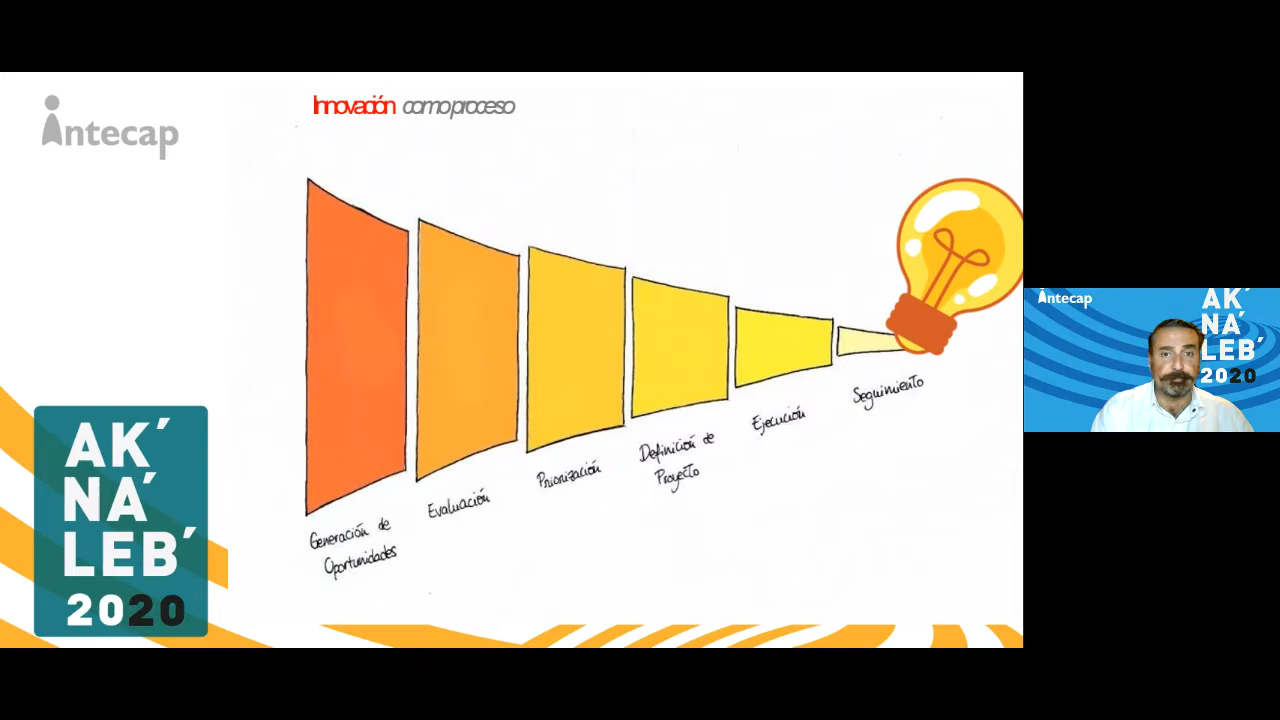 intecap
Innovación como proceso
Generación de
Oportunidades
Evaluación
Priorización
Definición de
Proyecto
Ejecución
Seguimiento
AK´
NA´
LEB´
2020
intecap
AK´
NA´
LEB´
2020